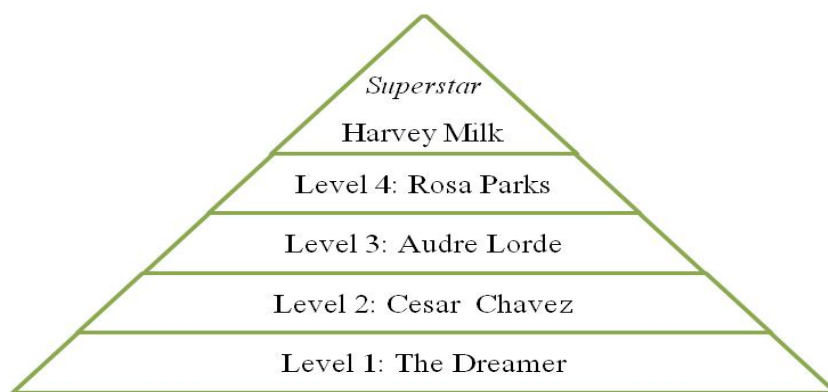 Superstar
Harvey Milk
Level 4: Rosa Parks
Level 3: Audre Lorde
Level 2: Cesar Chavez
Level 1: The Dreamer